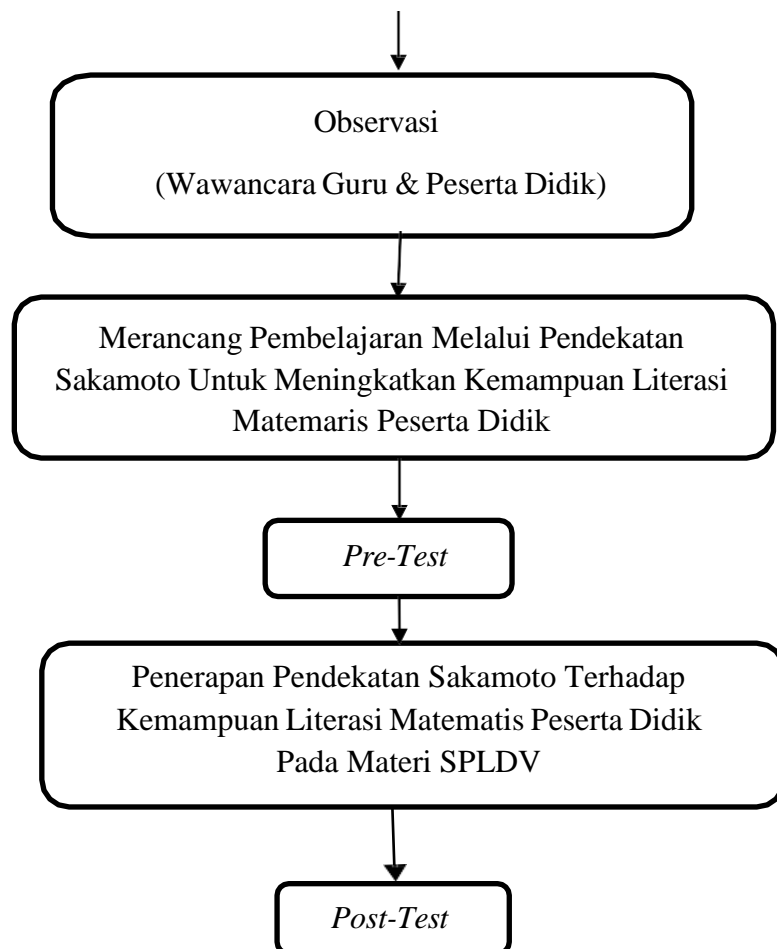 Observasi
(Wawancara Guru & Peserta Didik)
Merancang Pembelajaran Melalui Pendekatan
Sakamoto Untuk Meningkatkan Kemampuan Literasi
Matemaris Peserta Didik
Pre-Test
Penerapan Pendekatan Sakamoto Terhadap
Kemampuan Literasi Matematis Peserta Didik
Pada Materi SPLDV
Post-Test